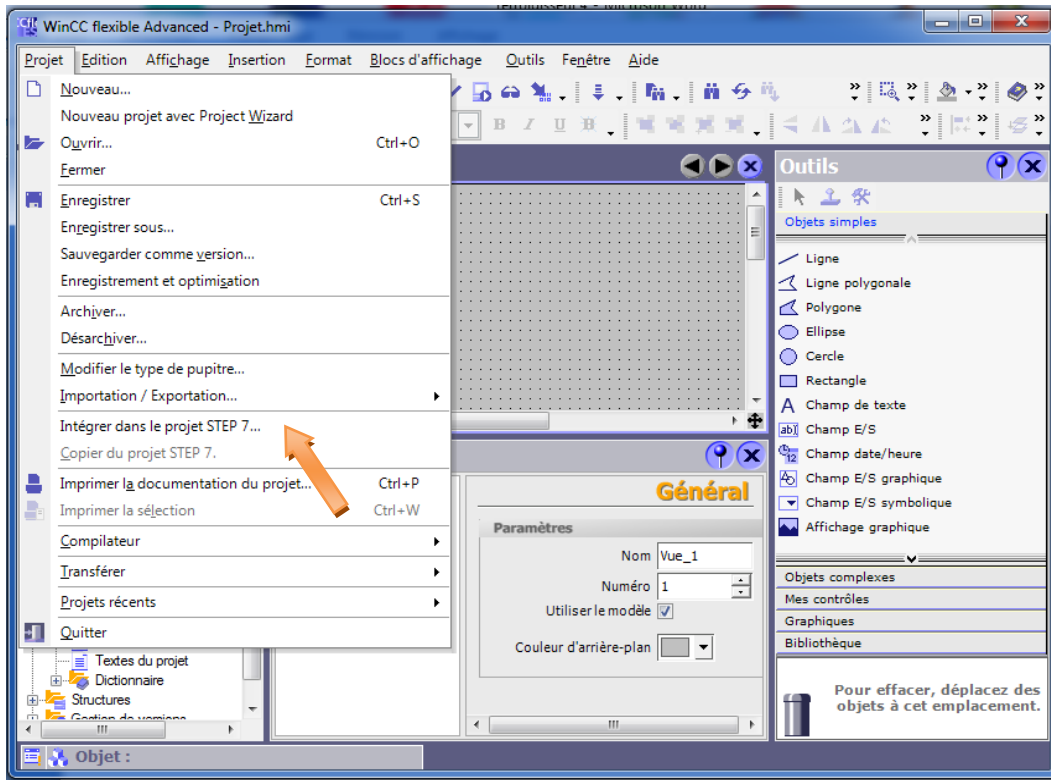 WinCC flexible Advanced - Projet.hmi
Projet Edition Affichage Insertion Format Blocs d'affichage Outils Fenêtre Aide
Nouveau...
Nouveau projet avec Project Wizard
Ouvrir... Ctrl+O
Fermer
Enregistrer Ctrl+S
Enregistrer sous...
Sauvegarder comme version...
Enregistrement et optimisation
Archiver...
Désarchiver...
Modifier le type de pupitre...
Importation / Exportation...
Intégrer dans le projet STEP 7...
Copier du projet STEP 7.
Imprimer la documentation du projet... Ctrl+P
Imprimer la sélection Ctrl+W
Compilateur
Transférer
Projets récents
Quitter
Textes du projet
Dictionnaire
Structures
Gestion de versions
B I U
Général
Paramètres
Nom Vue_1
Numéro 1
Utiliser le modèle
Couleur d'arrière-plan
Outils
Objets simples
Ligne
Ligne polygonale
Polygone
Ellipse
Cercle
Rectangle
A Champ de texte
ab Champ E/S
12 Champ date/heure
Champ E/S graphique
Champ E/S symbolique
Affichage graphique
Objets complexes
Mes contrôles
Graphiques
Bibliothèque
Pour effacer, déplacez des
objets à cet emplacement.
Objet :